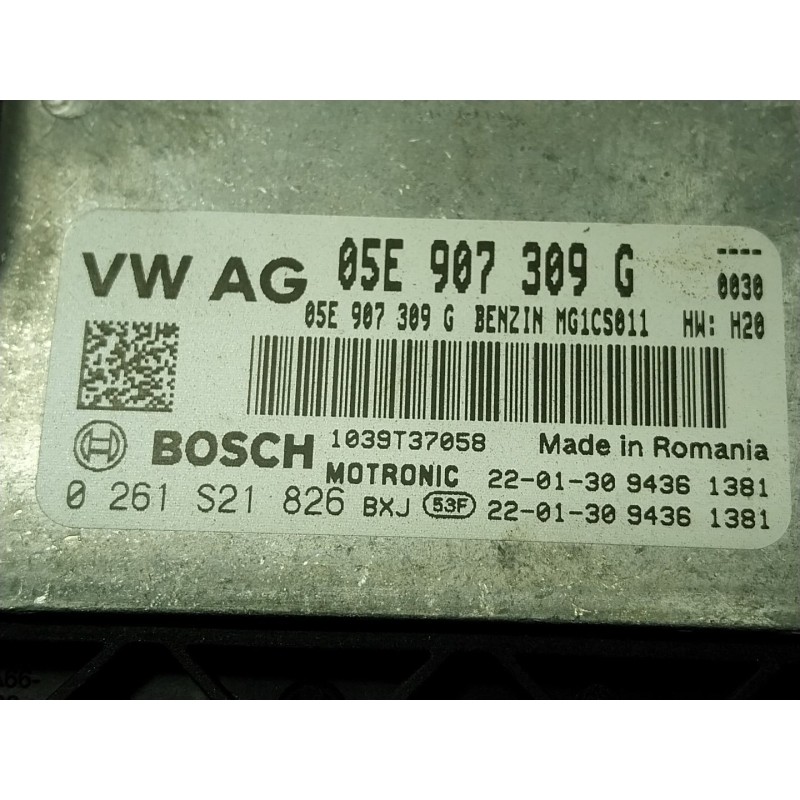 VW AG 05E 907 309 G ----
0030
05E 907 309 G BENZIN MG1CS011 HW: H20
BOSCH 1039T37058 Made in Romania
MOTRONIC 22-01-30 9436 1381
0 261 S21 826 BXJ 53F 22-01-30 9436 1381